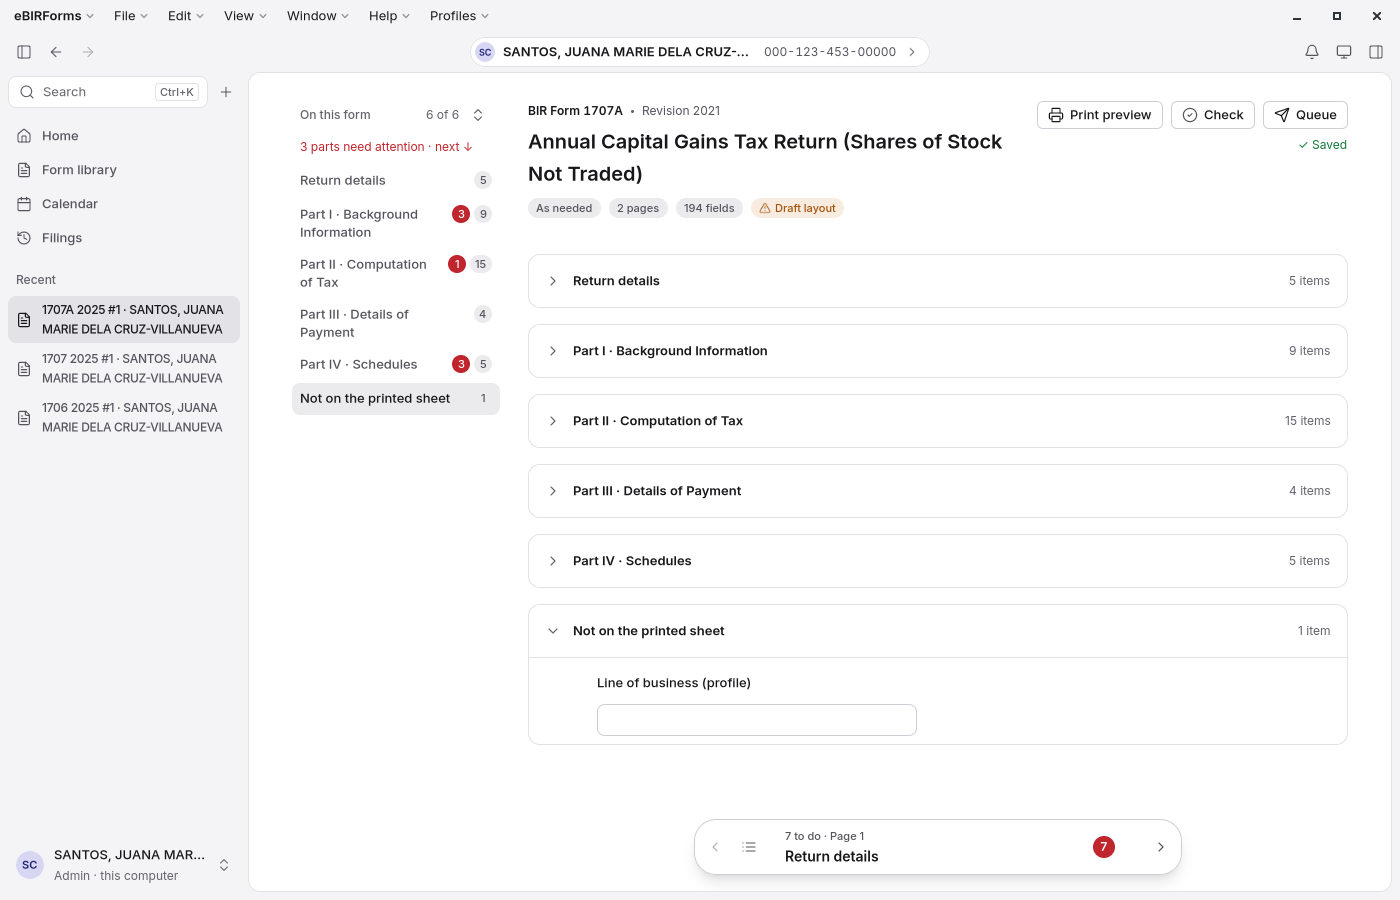 eBIRForms File Edit View Window Help Profiles
SC SANTOS, JUANA MARIE DELA CRUZ-... 000-123-453-00000
Search Ctrl+K
Home
Form library
Calendar
Filings
Recent
1707A 2025 #1 · SANTOS, JUANA
MARIE DELA CRUZ-VILLANUEVA
1707 2025 #1 · SANTOS, JUANA
MARIE DELA CRUZ-VILLANUEVA
1706 2025 #1 · SANTOS, JUANA
MARIE DELA CRUZ-VILLANUEVA
SC SANTOS, JUANA MAR...
Admin · this computer
On this form 6 of 6
3 parts need attention · next ↓
Return details 5
Part I · Background 3 9
Information
Part II · Computation 1 15
of Tax
Part III · Details of 4
Payment
Part IV · Schedules 3 5
Not on the printed sheet 1
BIR Form 1707A • Revision 2021
Annual Capital Gains Tax Return (Shares of Stock
Not Traded)
Print preview Check Queue
✓ Saved
As needed 2 pages 194 fields Draft layout
Return details 5 items
Part I · Background Information 9 items
Part II · Computation of Tax 15 items
Part III · Details of Payment 4 items
Part IV · Schedules 5 items
Not on the printed sheet 1 item
Line of business (profile)
7 to do · Page 1
Return details 7